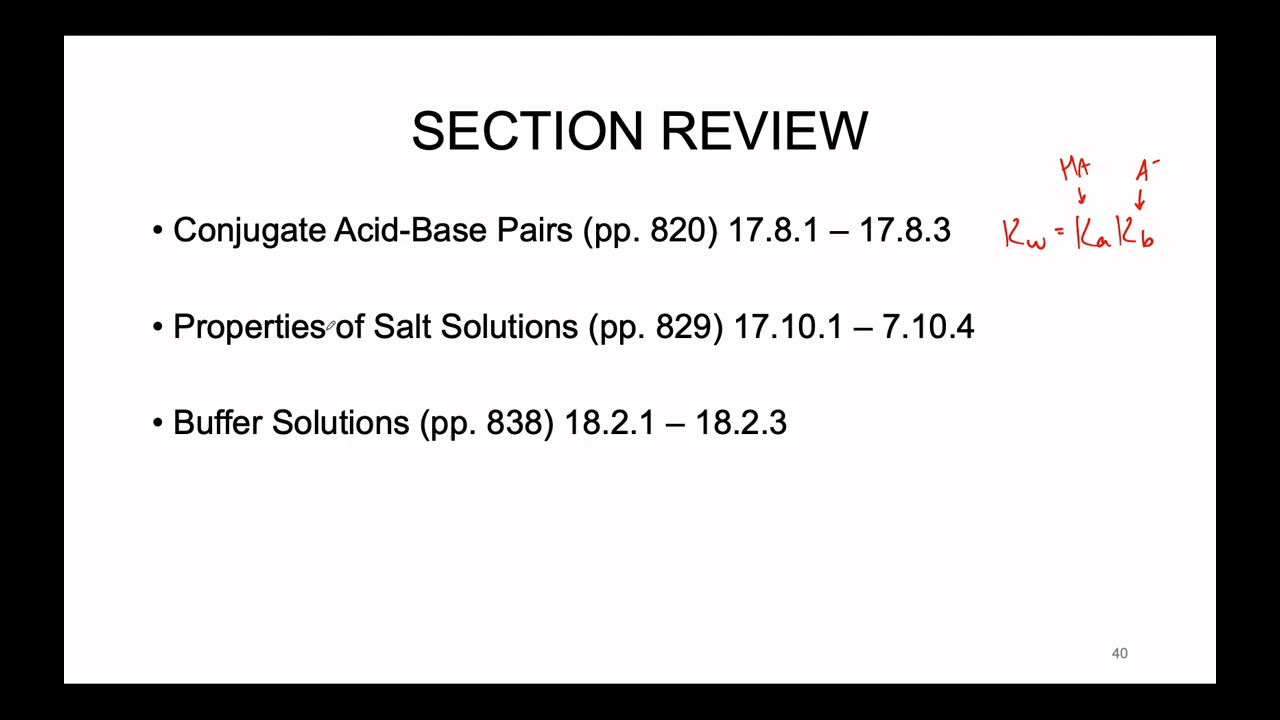 SECTION REVIEW
HA A⁻
↓ ↓
• Conjugate Acid-Base Pairs (pp. 820) 17.8.1 – 17.8.3 Kw = Ka Kb
• Properties of Salt Solutions (pp. 829) 17.10.1 – 7.10.4
• Buffer Solutions (pp. 838) 18.2.1 – 18.2.3
40